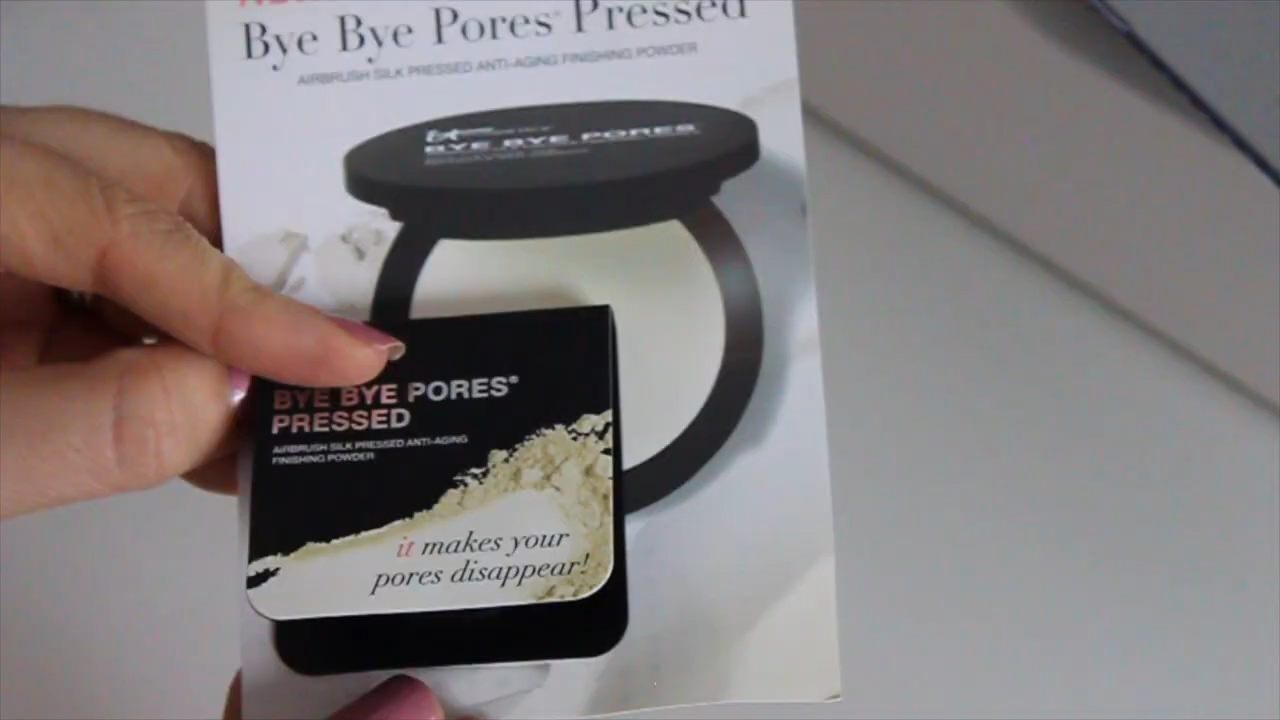 Bye Bye Pores Pressed
AIRBRUSH SILK PRESSED ANTI-AGING FINISHING POWDER
BYE BYE PORES
BYE BYE PORES®
PRESSED
AIRBRUSH SILK PRESSED ANTI-AGING
FINISHING POWDER
it makes your
pores disappear!